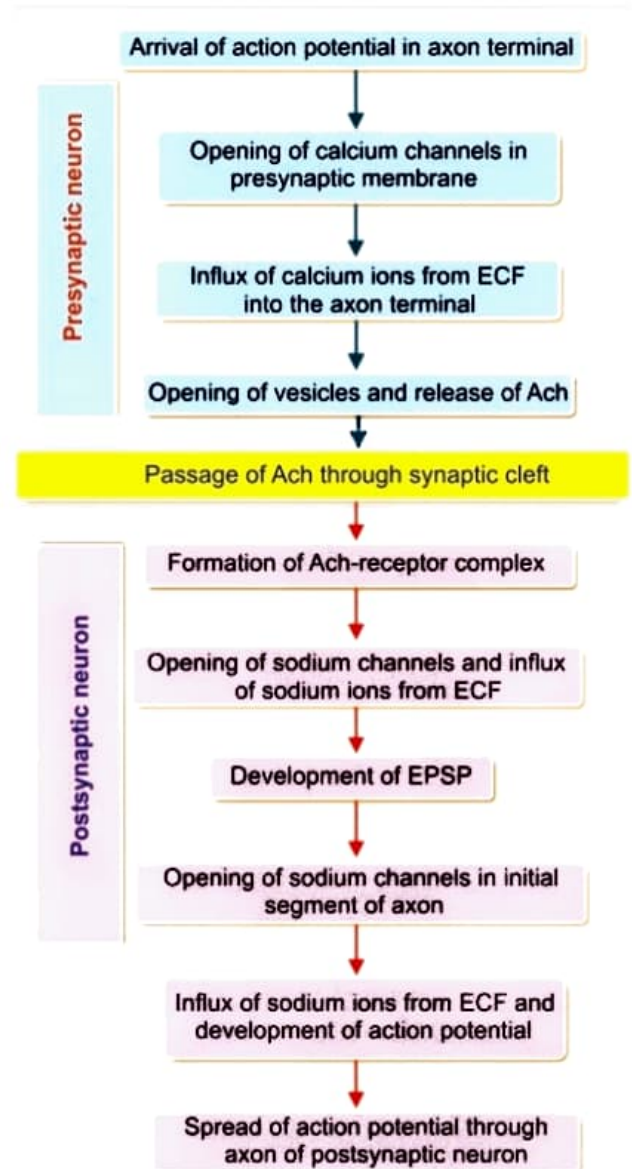 Arrival of action potential in axon terminal
Presynaptic neuron
Opening of calcium channels in
presynaptic membrane
Influx of calcium ions from ECF
into the axon terminal
Opening of vesicles and release of Ach
Passage of Ach through synaptic cleft
Postsynaptic neuron
Formation of Ach-receptor complex
Opening of sodium channels and influx
of sodium ions from ECF
Development of EPSP
Opening of sodium channels in initial
segment of axon
Influx of sodium ions from ECF and
development of action potential
Spread of action potential through
axon of postsynaptic neuron